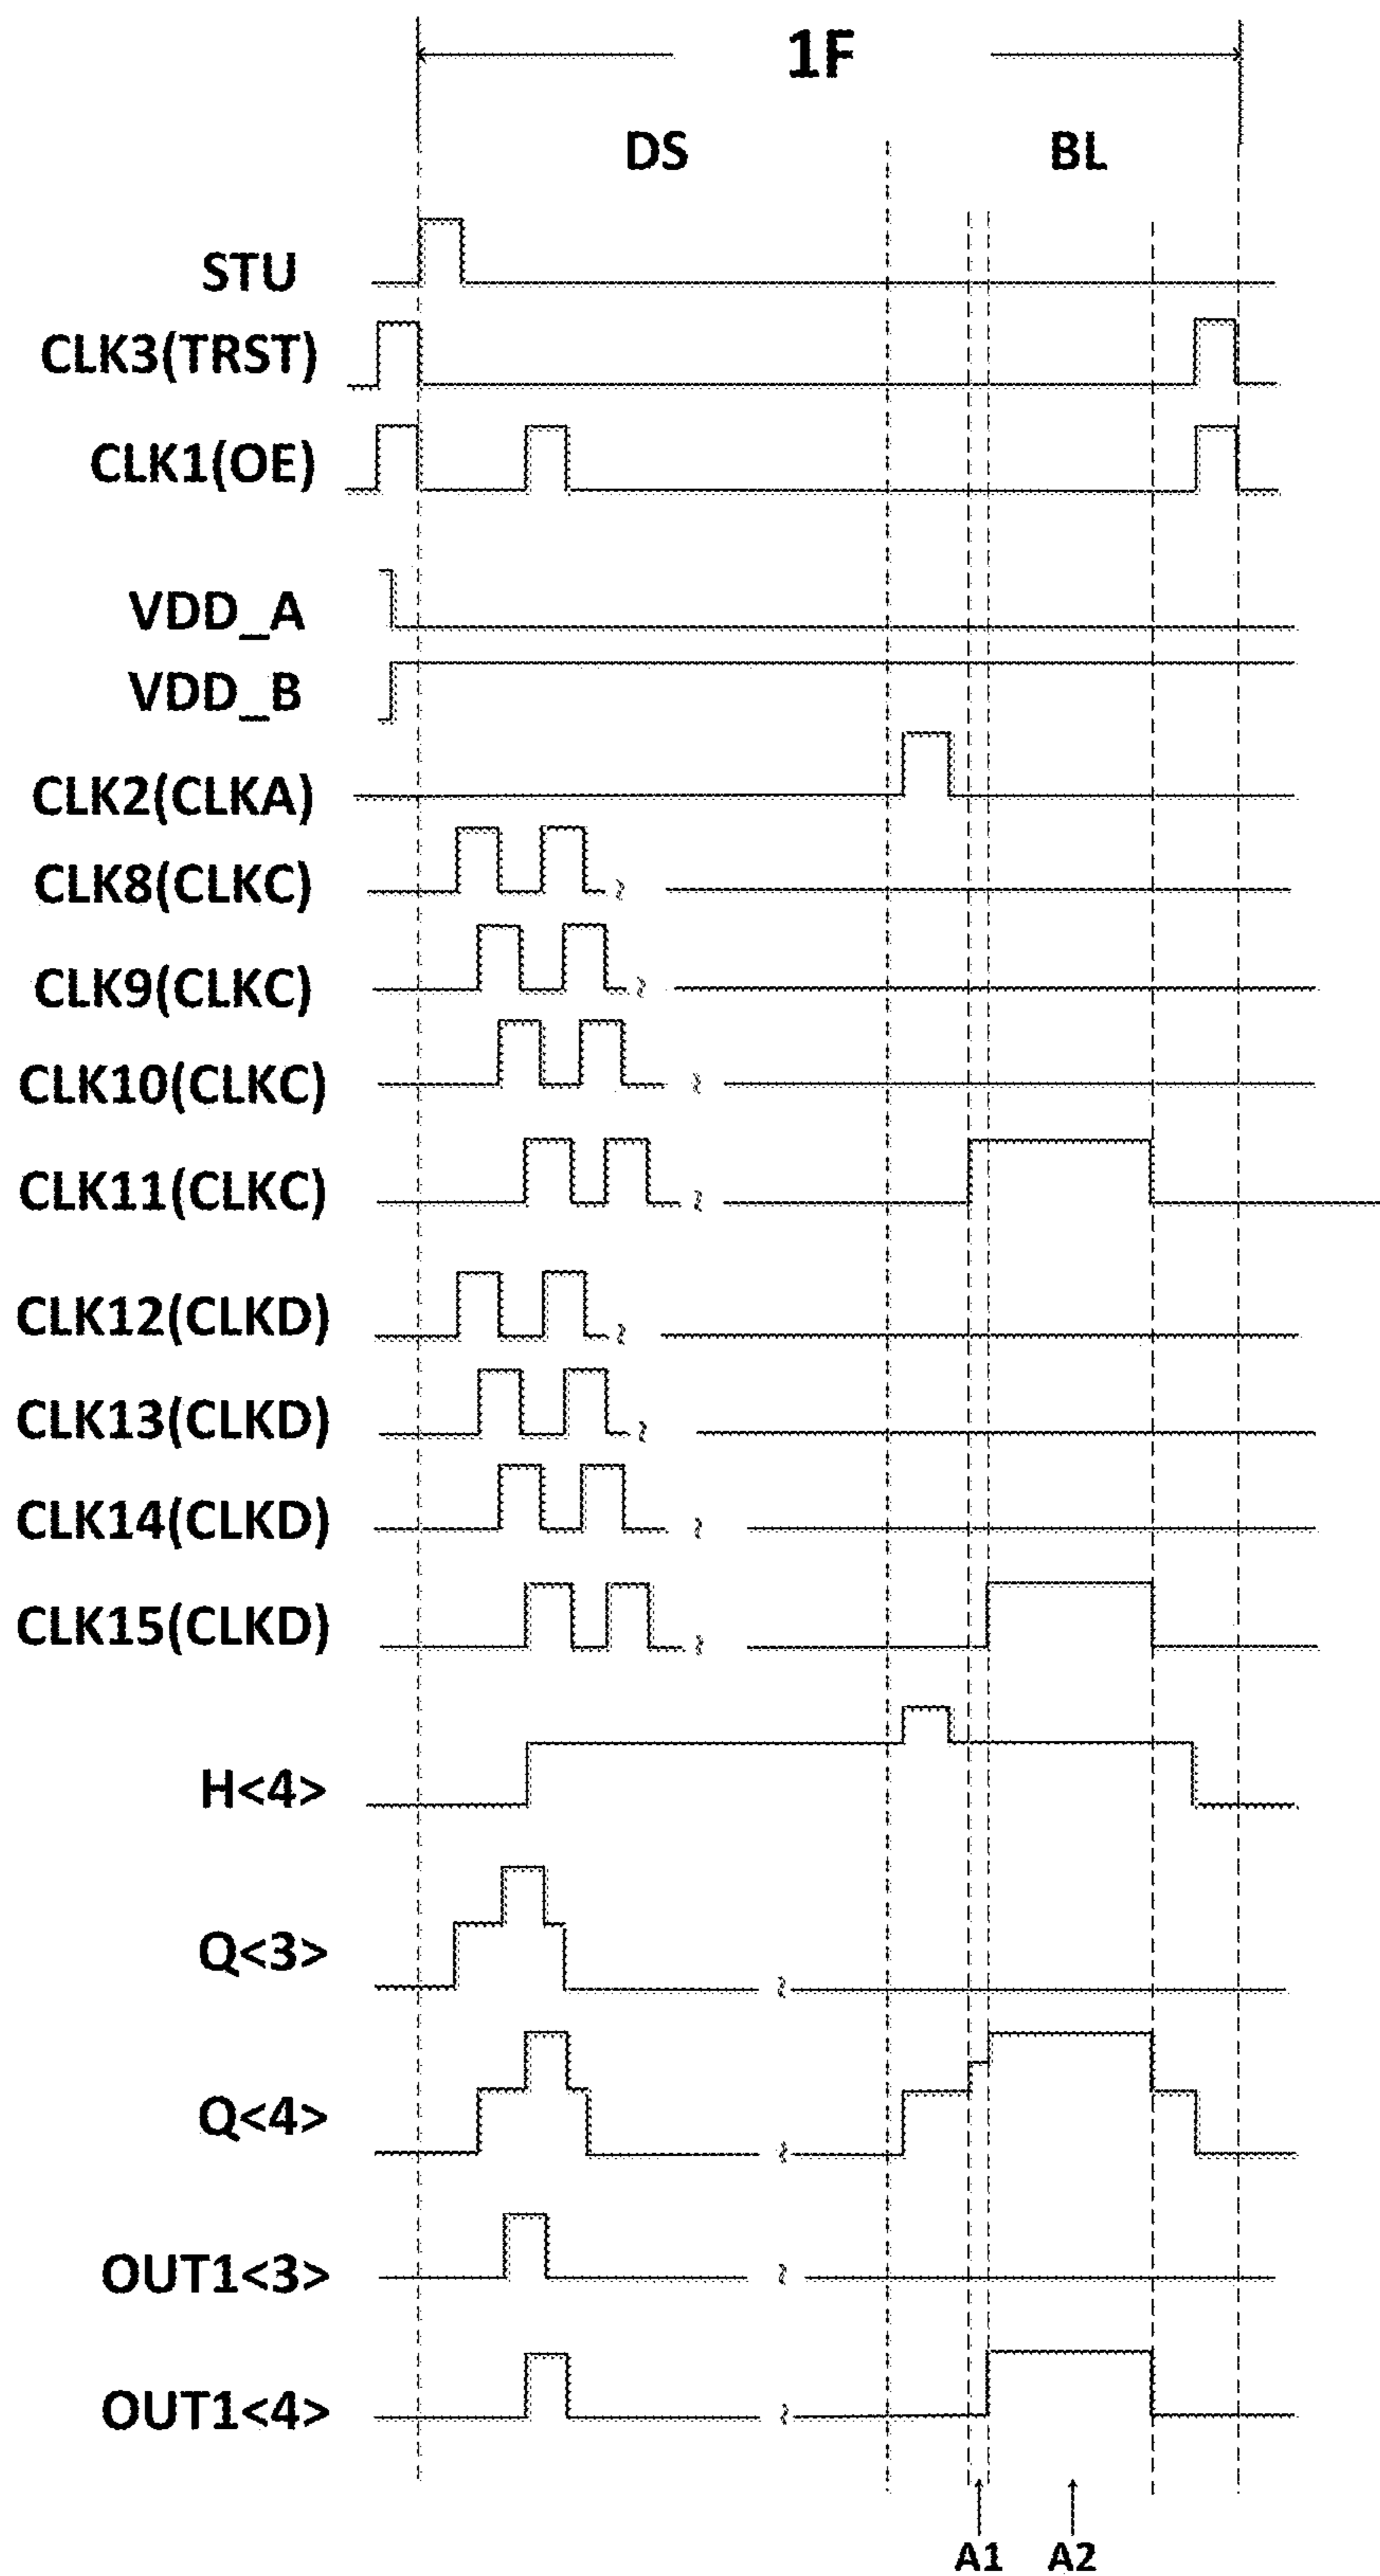 1F
DS BL
STU
CLK3(TRST)
CLK1(OE)
VDD_A
VDD_B
CLK2(CLKA)
CLK8(CLKC)
CLK9(CLKC)
CLK10(CLKC)
CLK11(CLKC)
CLK12(CLKD)
CLK13(CLKD)
CLK14(CLKD)
CLK15(CLKD)
H<4>
Q<3>
Q<4>
OUT1<3>
OUT1<4>
A1 A2